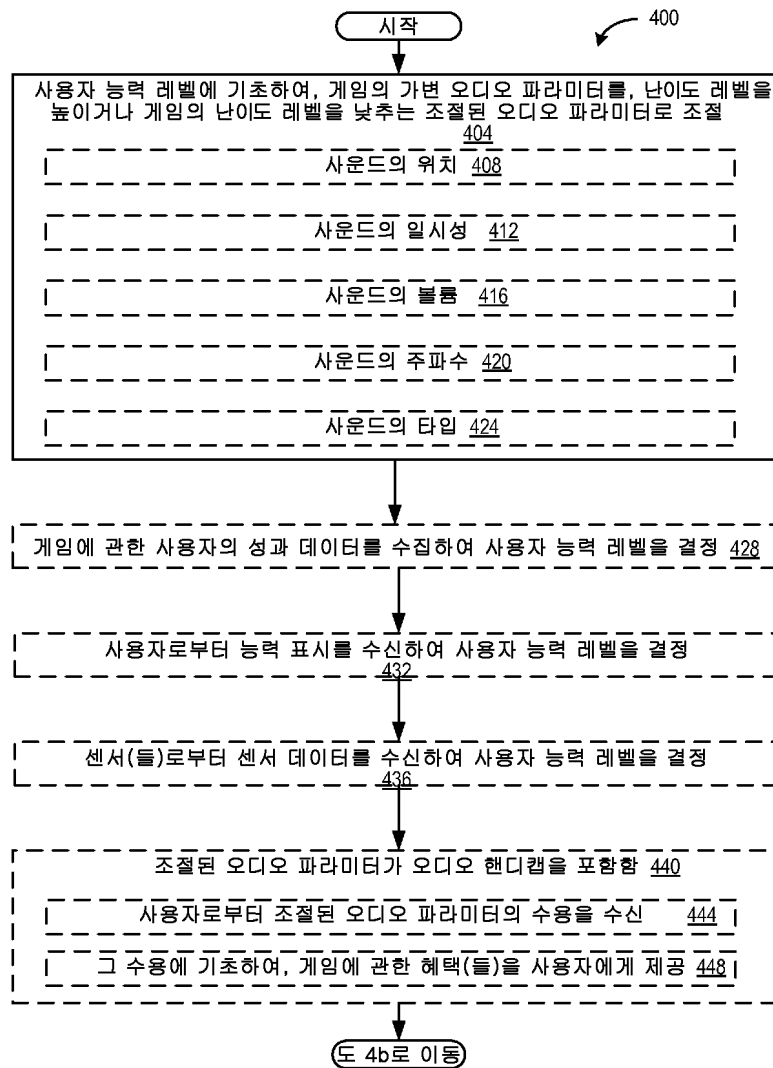 시작
400
사용자 능력 레벨에 기초하여, 게임의 가변 오디오 파라미터를, 난이도 레벨을
높이거나 게임의 난이도 레벨을 낮추는 조절된 오디오 파라미터로 조절
404
사운드의 위치 408
사운드의 일시성 412
사운드의 볼륨 416
사운드의 주파수 420
사운드의 타입 424
게임에 관한 사용자의 성과 데이터를 수집하여 사용자 능력 레벨을 결정 428
사용자로부터 능력 표시를 수신하여 사용자 능력 레벨을 결정
432
센서(들)로부터 센서 데이터를 수신하여 사용자 능력 레벨을 결정
436
조절된 오디오 파라미터가 오디오 핸디캡을 포함함 440
사용자로부터 조절된 오디오 파라미터의 수용을 수신 444
그 수용에 기초하여, 게임에 관한 혜택(들)을 사용자에게 제공 448
도 4b로 이동